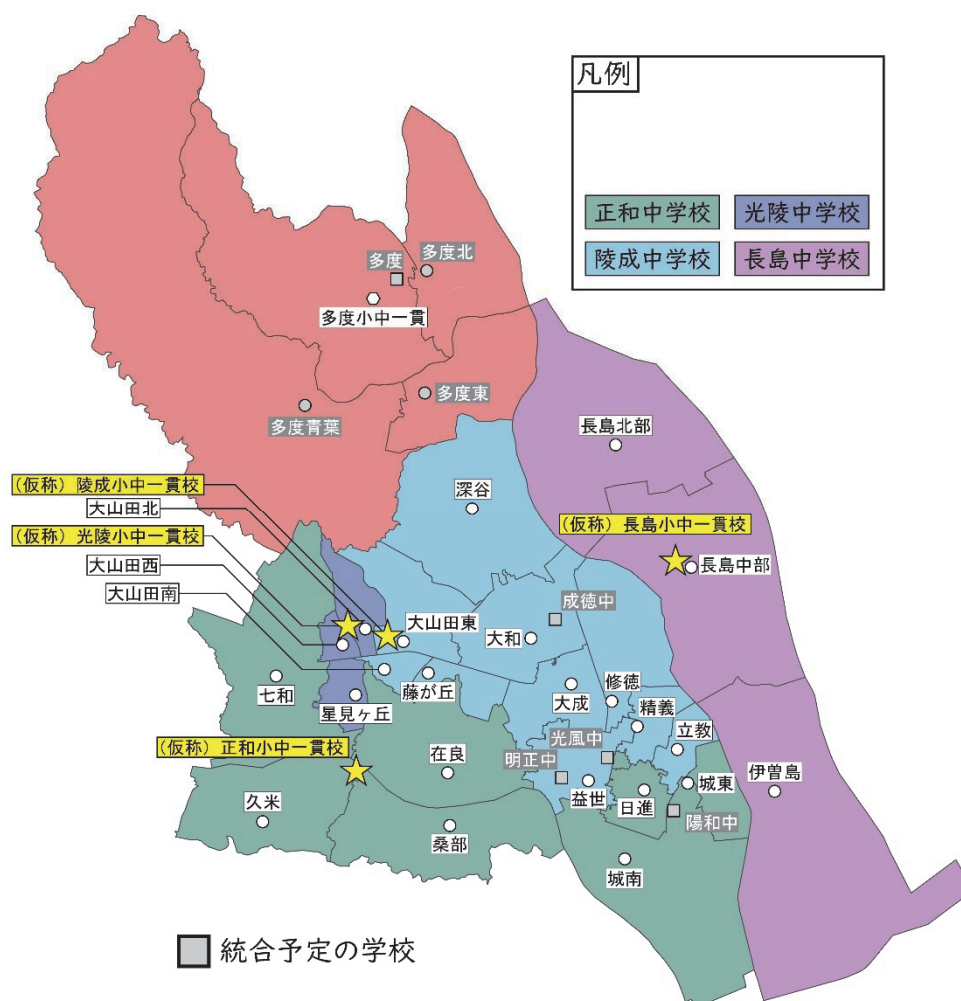 凡例
正和中学校
光陵中学校
陵成中学校
長島中学校
多度北
多度
多度小中一貫
多度東
多度青葉
長島北部
(仮称) 陵成小中一貫校
深谷
大山田北
(仮称) 長島小中一貫校
(仮称) 光陵小中一貫校
大山田西
長島中部
大山田南
成徳中
大山田東
大和
七和
藤が丘
大成
修徳
星見ヶ丘
精義
光風中
立教
(仮称) 正和小中一貫校
在良
明正中
城東
伊曽島
久米
益世
日進
陽和中
桑部
城南
統合予定の学校